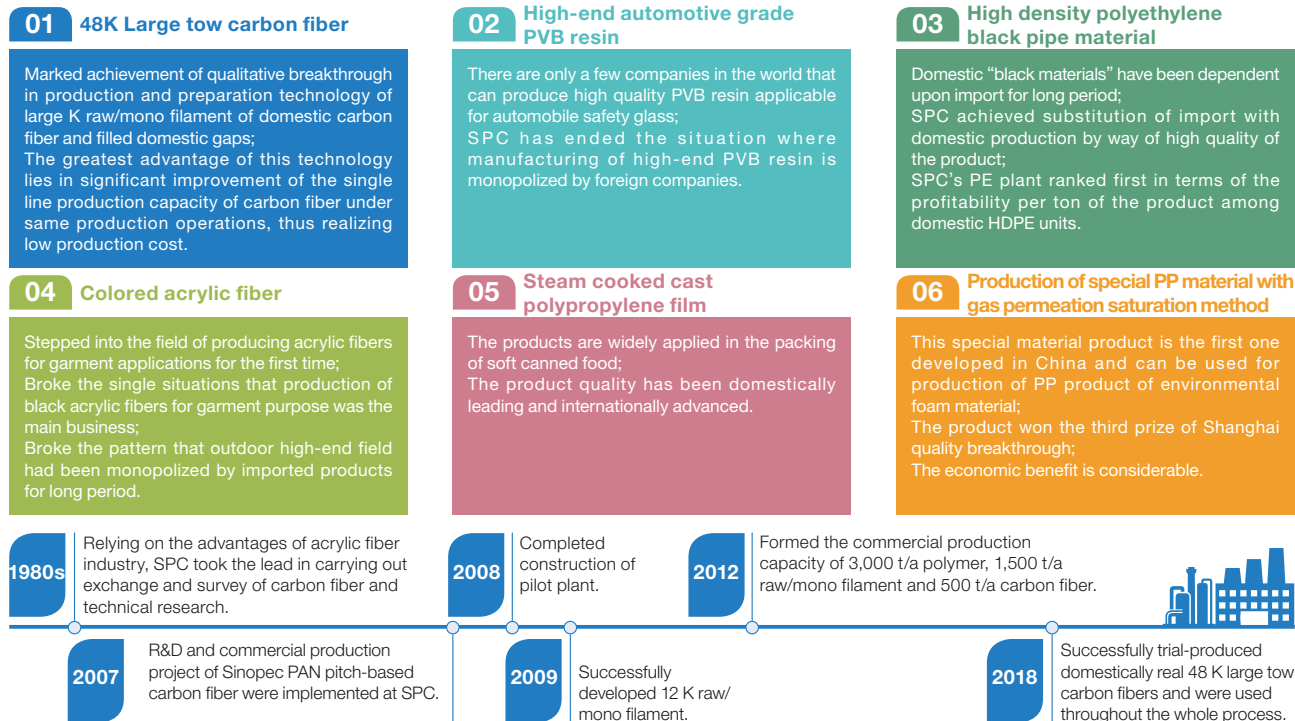 01
48K Large tow carbon fiber
Marked achievement of qualitative breakthrough
in production and preparation technology of
large K raw/mono filament of domestic carbon
fiber and filled domestic gaps;
The greatest advantage of this technology
lies in significant improvement of the single
line production capacity of carbon fiber under
same production operations, thus realizing
low production cost.
02
High-end automotive grade
PVB resin
There are only a few companies in the world that
can produce high quality PVB resin applicable
for automobile safety glass;
SPC has ended the situation where
manufacturing of high-end PVB resin is
monopolized by foreign companies.
03
High density polyethylene
black pipe material
Domestic “black materials” have been dependent
upon import for long period;
SPC achieved substitution of import with
domestic production by way of high quality of
the product;
SPC’s PE plant ranked first in terms of the
profitability per ton of the product among
domestic HDPE units.
04
Colored acrylic fiber
Stepped into the field of producing acrylic fibers
for garment applications for the first time;
Broke the single situations that production of
black acrylic fibers for garment purpose was the
main business;
Broke the pattern that outdoor high-end field
had been monopolized by imported products
for long period.
05
Steam cooked cast
polypropylene film
The products are widely applied in the packing
of soft canned food;
The product quality has been domestically
leading and internationally advanced.
06
Production of special PP material with
gas permeation saturation method
This special material product is the first one
developed in China and can be used for
production of PP product of environmental
foam material;
The product won the third prize of Shanghai
quality breakthrough;
The economic benefit is considerable.
1980s
Relying on the advantages of acrylic fiber
industry, SPC took the lead in carrying out
exchange and survey of carbon fiber and
technical research.
2007
R&D and commercial production
project of Sinopec PAN pitch-based
carbon fiber were implemented at SPC.
2008
Completed
construction of
pilot plant.
2009
Successfully
developed 12 K raw/
mono filament.
2012
Formed the commercial production
capacity of 3,000 t/a polymer, 1,500 t/a
raw/mono filament and 500 t/a carbon fiber.
2018
Successfully trial-produced
domestically real 48 K large tow
carbon fibers and were used
throughout the whole process.